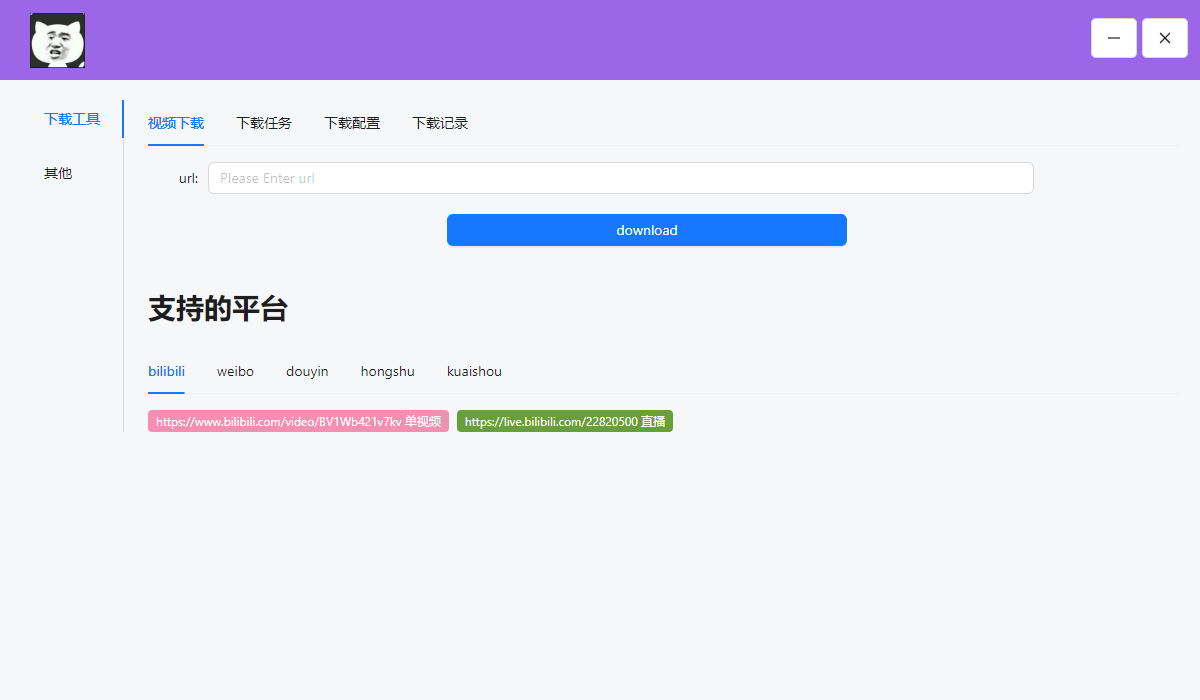 下载工具
其他
视频下载 下载任务 下载配置 下载记录
url: Please Enter url
download
支持的平台
bilibili weibo douyin hongshu kuaishou
https://www.bilibili.com/video/BV1Wb421v7kv 单视频 https://live.bilibili.com/22820500 直播